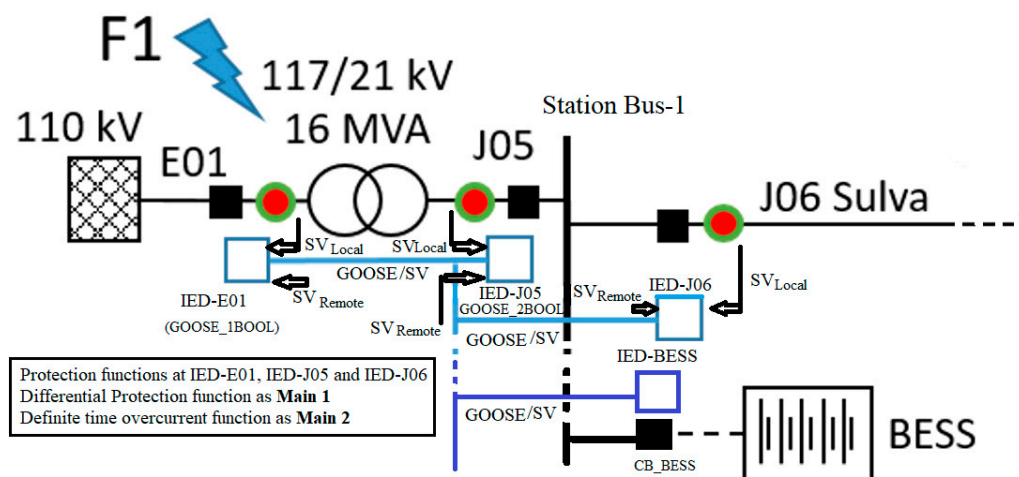 F1
117/21 kV
16 MVA
Station Bus-1
110 kV
E01
J05
J06 Sulva
SVLocal
SVLocal
GOOSE/SV
SVLocal
IED-E01
SVRemote
IED-J05
SVRemote
IED-J06
(GOOSE_1BOOL)
GOOSE_2BOOL
SVRemote
GOOSE/SV
IED-BESS
Protection functions at IED-E01, IED-J05 and IED-J06
Differential Protection function as Main 1
Definite time overcurrent function as Main 2
GOOSE/SV
BESS
CB_BESS